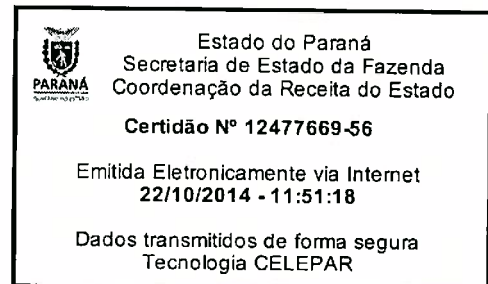 Estado do Paraná
Secretaria de Estado da Fazenda
PARANÁ
Coordenação da Receita do Estado
Certidão Nº 12477669-56
Emitida Eletronicamente via Internet
22/10/2014 - 11:51:18
Dados transmitidos de forma segura
Tecnologia CELEPAR